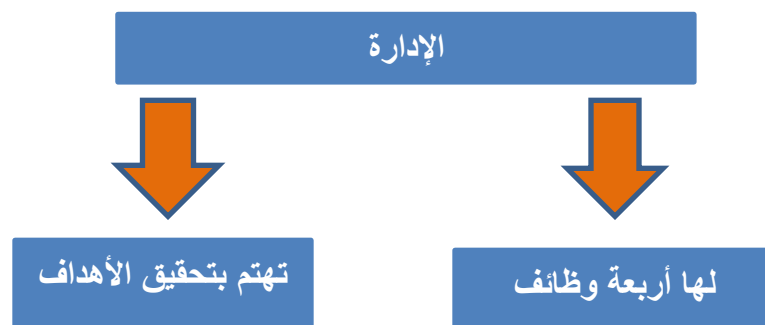 الإدارة
لها أربعة وظائف
تهتم بتحقيق الأهداف